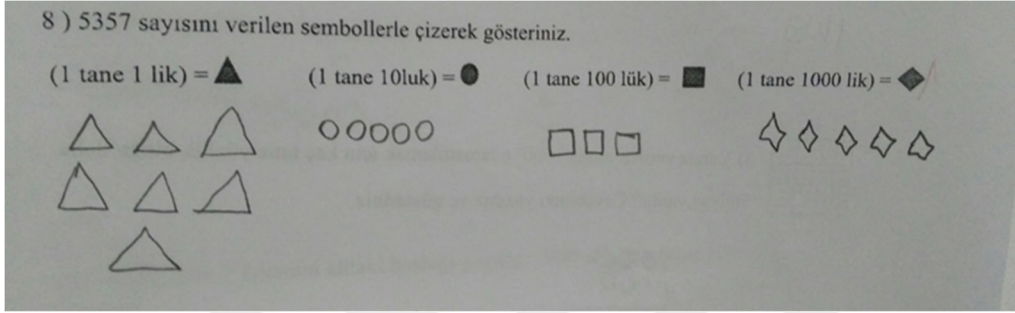 8 ) 5357 sayısını verilen sembollerle çizerek gösteriniz.
(1 tane 1 lik) = (1 tane 10luk) = (1 tane 100 lük) = (1 tane 1000 lik) =